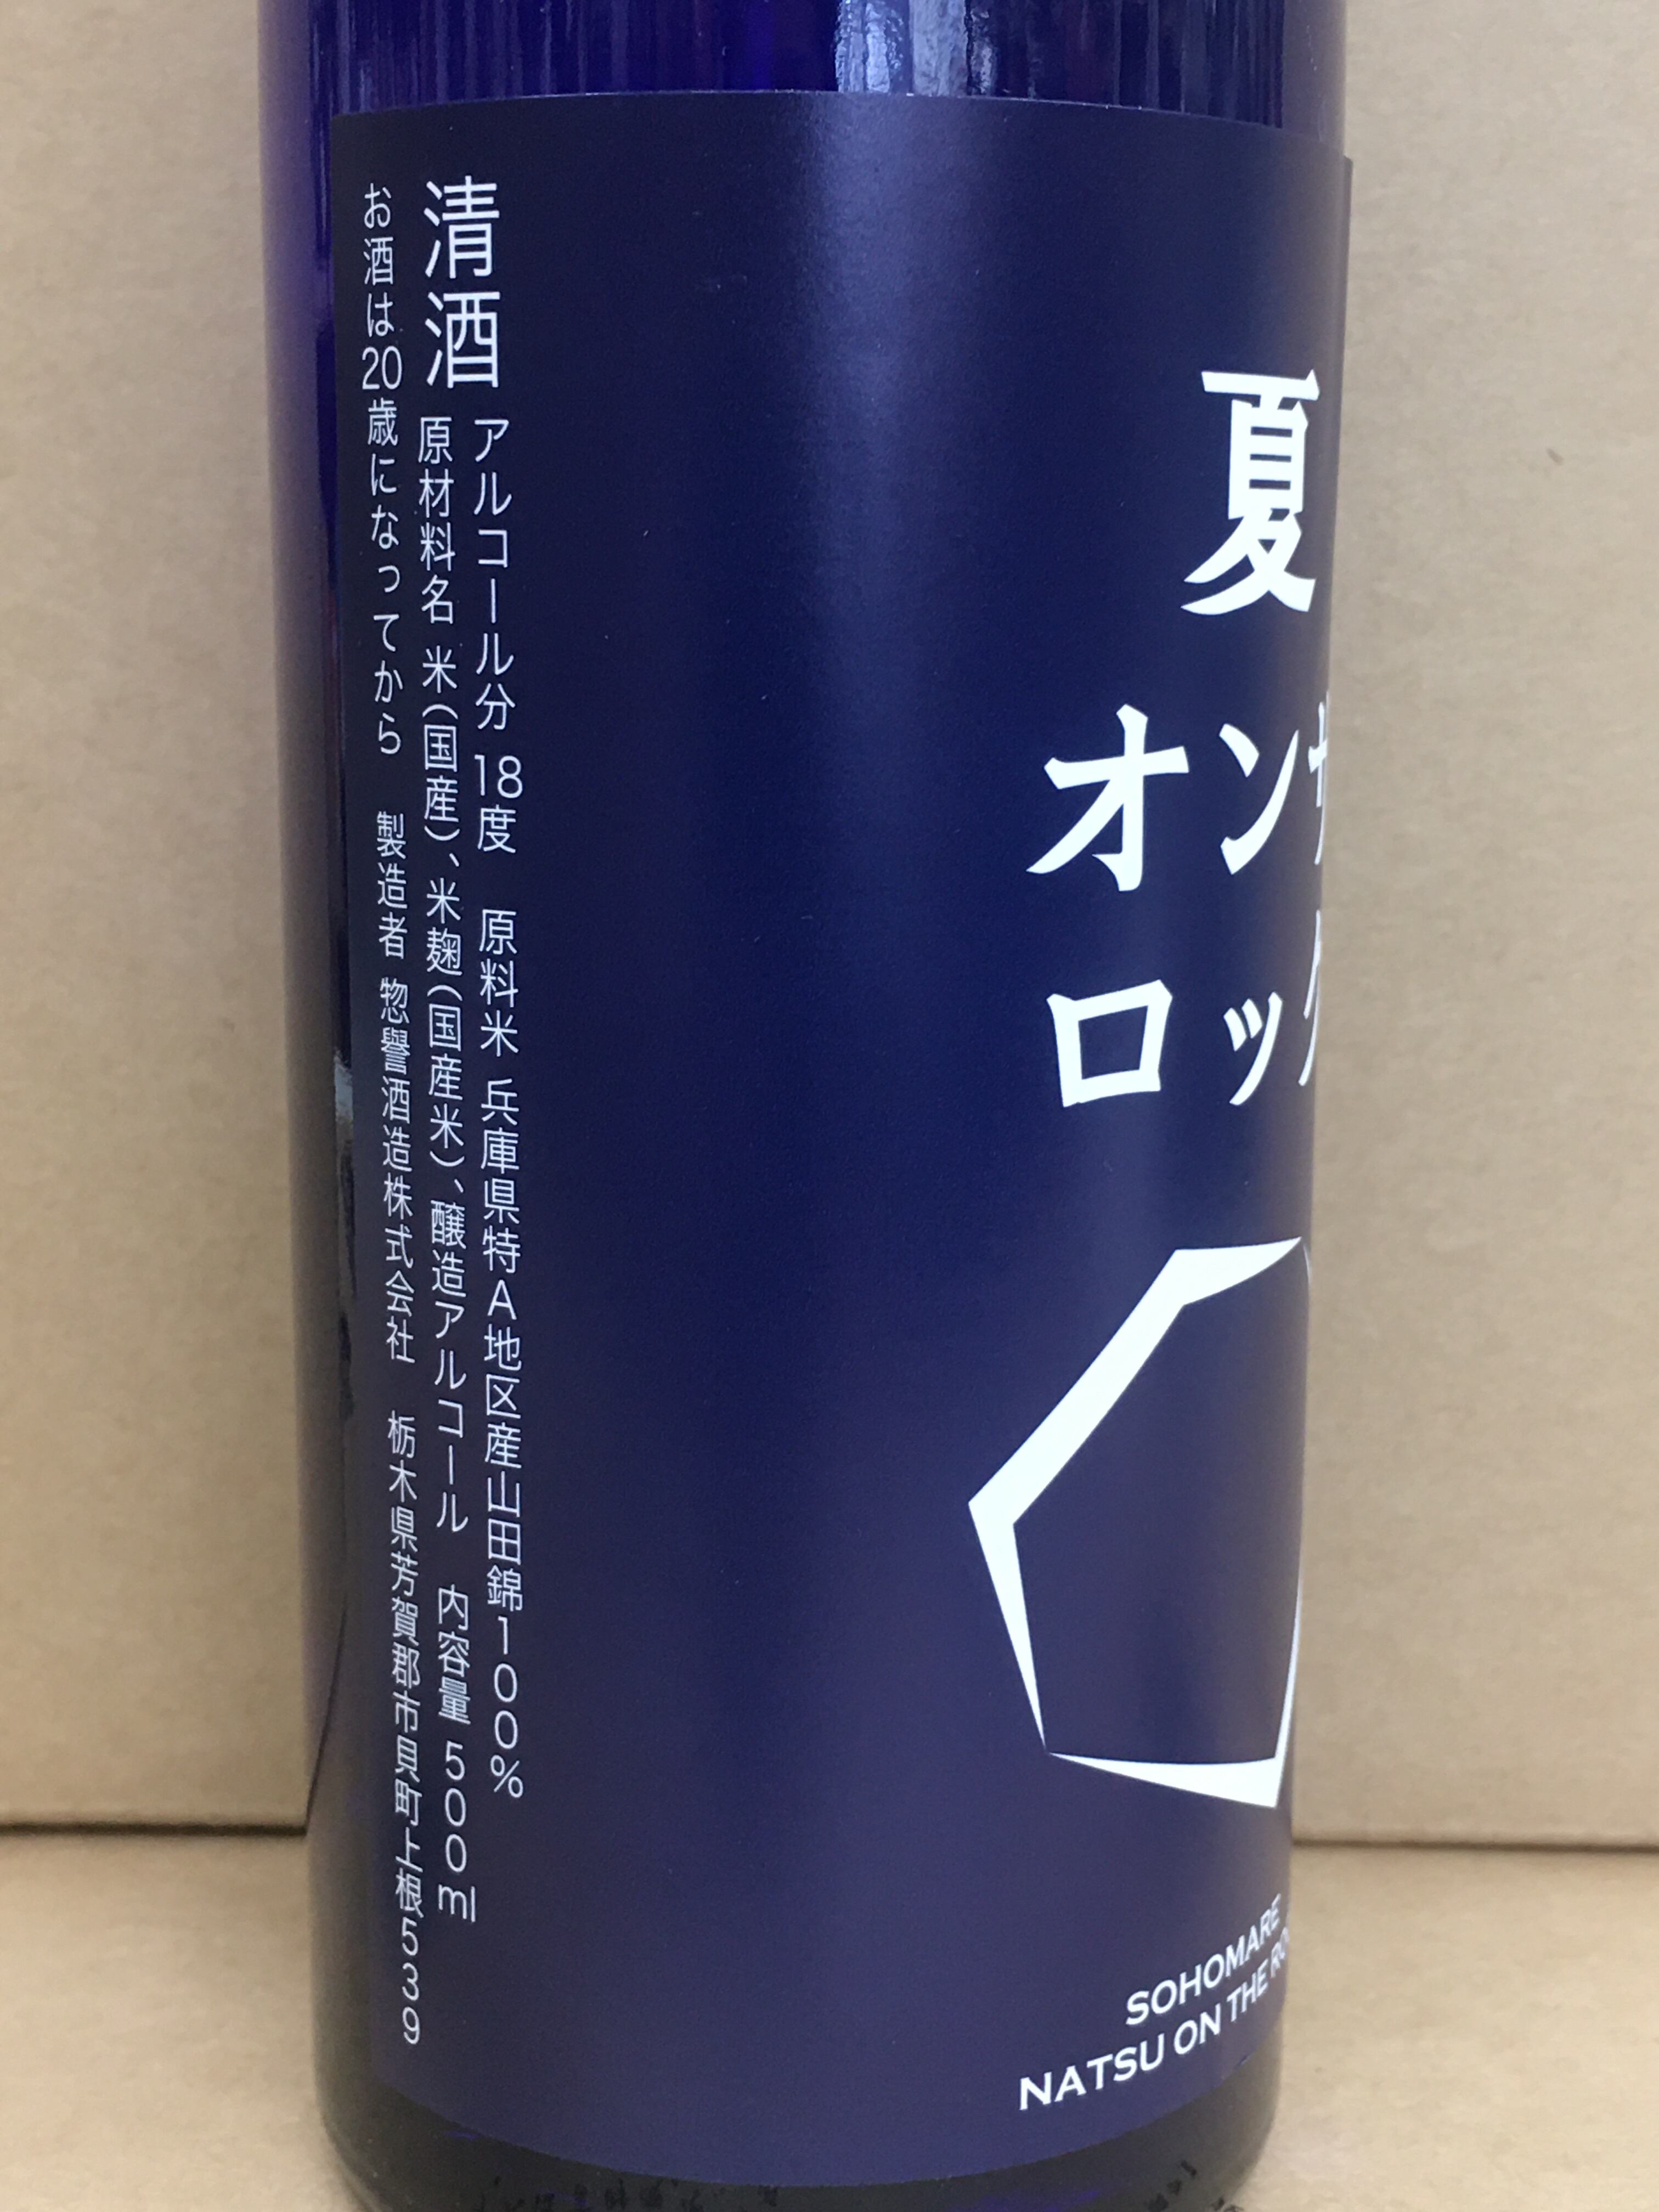 夏
オンザ
ロック
SOHOMARE
NATSU ON THE
清酒
アルコール分 18度 原料米 兵庫県特A地区産山田錦100%
原材料名 米(国産)、米麹(国産米)、醸造アルコール 内容量 500ml
お酒は20歳になってから 製造者 惣譽酒造株式会社 栃木県芳賀郡市貝町上根539